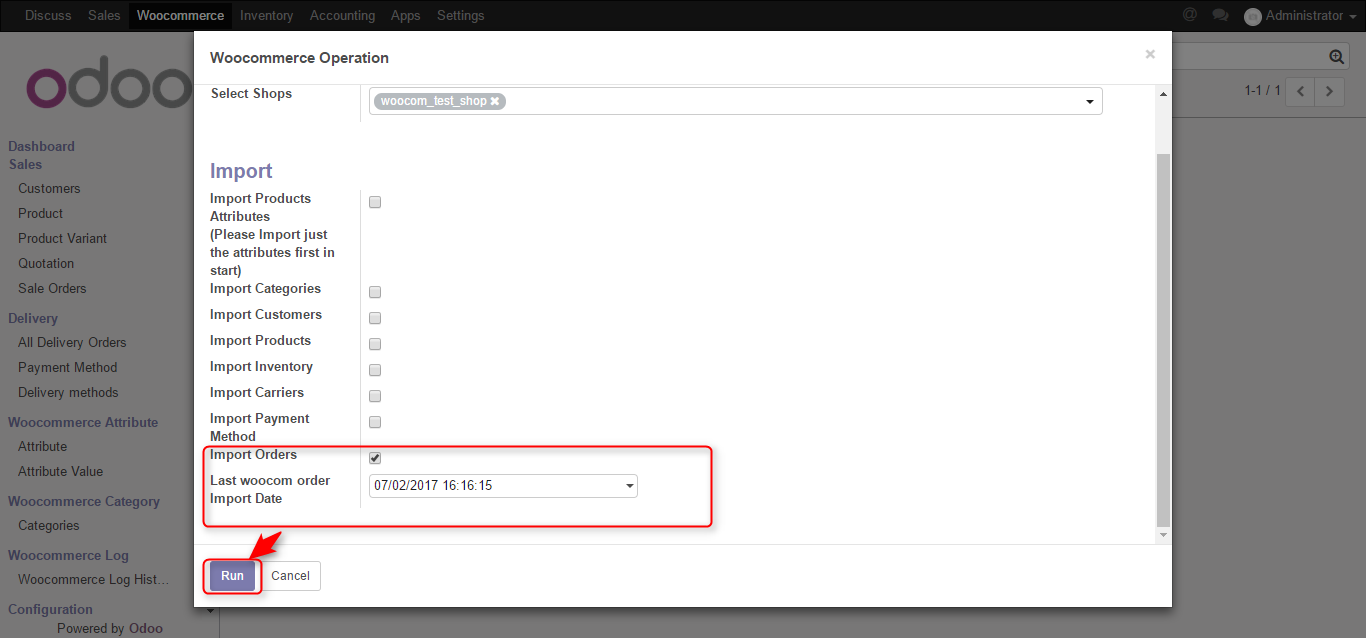 Discuss Sales Woocommerce Inventory Accounting Apps Settings @ Administrator
Woocommerce Operation ×
odoo
Select Shops
woocom_test_shop ✖
1-1 / 1
Dashboard
Sales
Customers
Product
Product Variant
Quotation
Sale Orders
Delivery
All Delivery Orders
Payment Method
Delivery methods
Woocommerce Attribute
Attribute
Attribute Value
Woocommerce Category
Categories
Woocommerce Log
Woocommerce Log Hist...
Configuration
Powered by Odoo
Import
Import Products
Attributes
(Please Import just
the attributes first in
start)
Import Categories
Import Customers
Import Products
Import Inventory
Import Carriers
Import Payment
Method
Import Orders
Last woocom order
Import Date
07/02/2017 16:16:15
Run Cancel